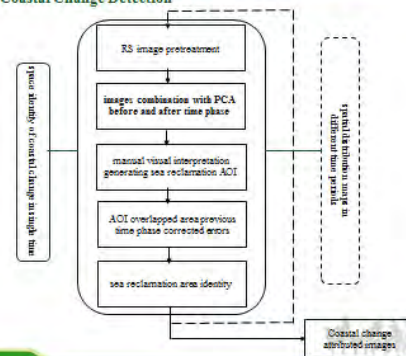 Coastal Change Detection
RS image pretreatment
images combination with PCA
before and after time phase
manual visual interpretation
generating sea reclamation AOI
AOI overlapped area previous
time phase corrected errors
sea reclamation area identity
space identity of coastal change in single time
spatial distribution maps in
different time periods
Coastal change
attributed images